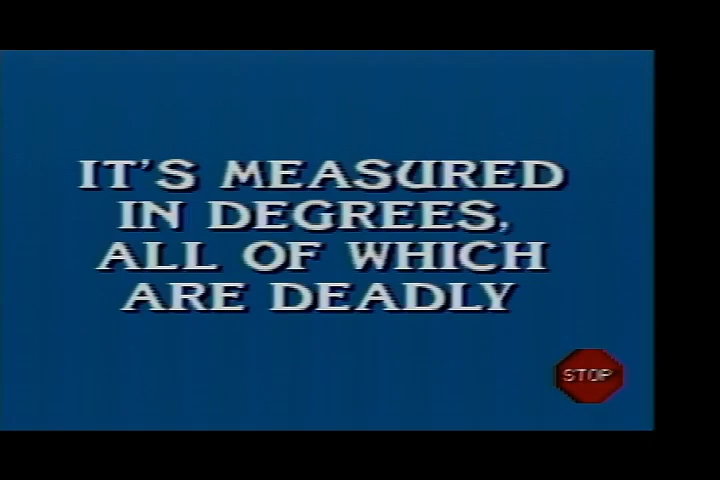 IT'S MEASURED
IN DEGREES,
ALL OF WHICH
ARE DEADLY
STOP